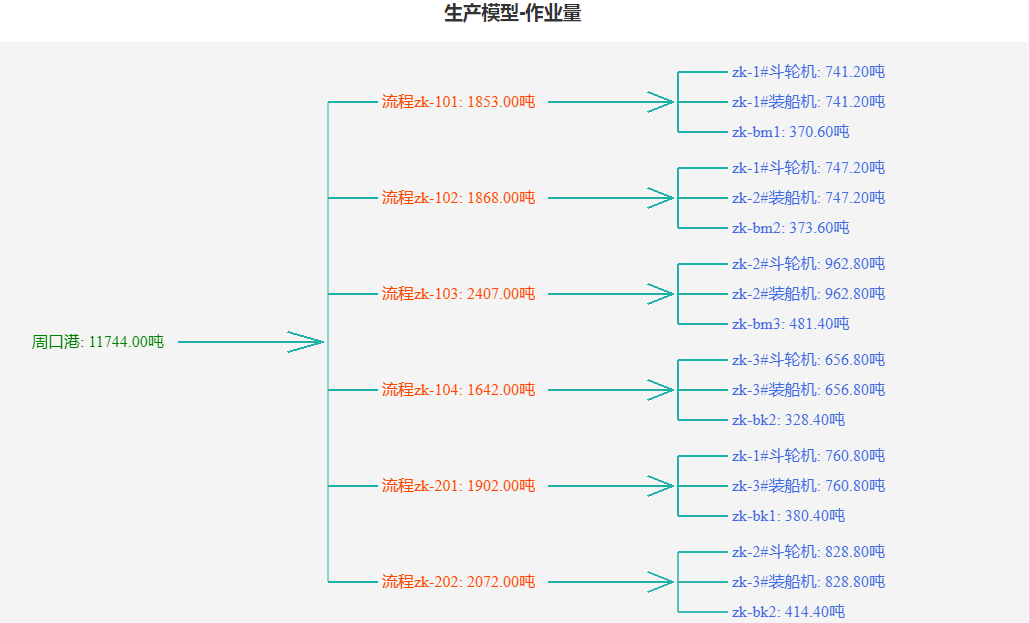 生产模型-作业量
周口港: 11744.00吨
流程zk-101: 1853.00吨
zk-1#斗轮机: 741.20吨
zk-1#装船机: 741.20吨
zk-bm1: 370.60吨
流程zk-102: 1868.00吨
zk-1#斗轮机: 747.20吨
zk-2#装船机: 747.20吨
zk-bm2: 373.60吨
流程zk-103: 2407.00吨
zk-2#斗轮机: 962.80吨
zk-2#装船机: 962.80吨
zk-bm3: 481.40吨
流程zk-104: 1642.00吨
zk-3#斗轮机: 656.80吨
zk-3#装船机: 656.80吨
zk-bk2: 328.40吨
流程zk-201: 1902.00吨
zk-1#斗轮机: 760.80吨
zk-3#装船机: 760.80吨
zk-bk1: 380.40吨
流程zk-202: 2072.00吨
zk-2#斗轮机: 828.80吨
zk-3#装船机: 828.80吨
zk-bk2: 414.40吨